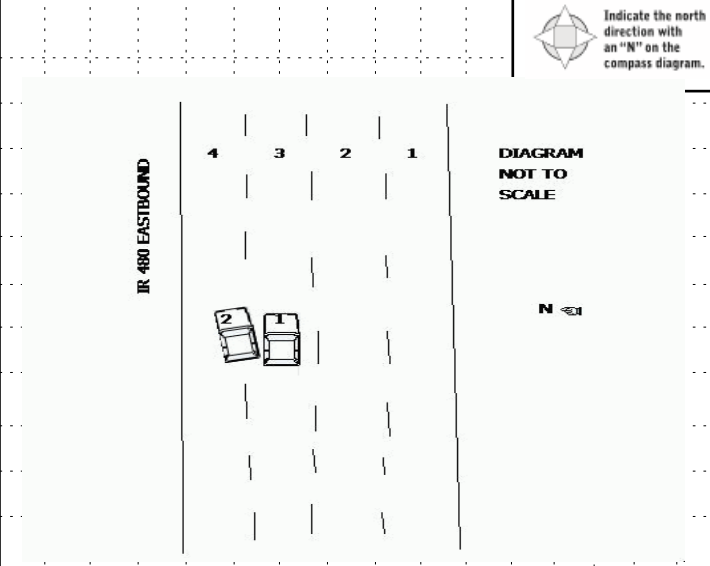 Indicate the north
direction with
an "N" on the
compass diagram.
4 3 2 1
DIAGRAM
NOT TO
SCALE
IR 480 EASTBOUND
N
2 1